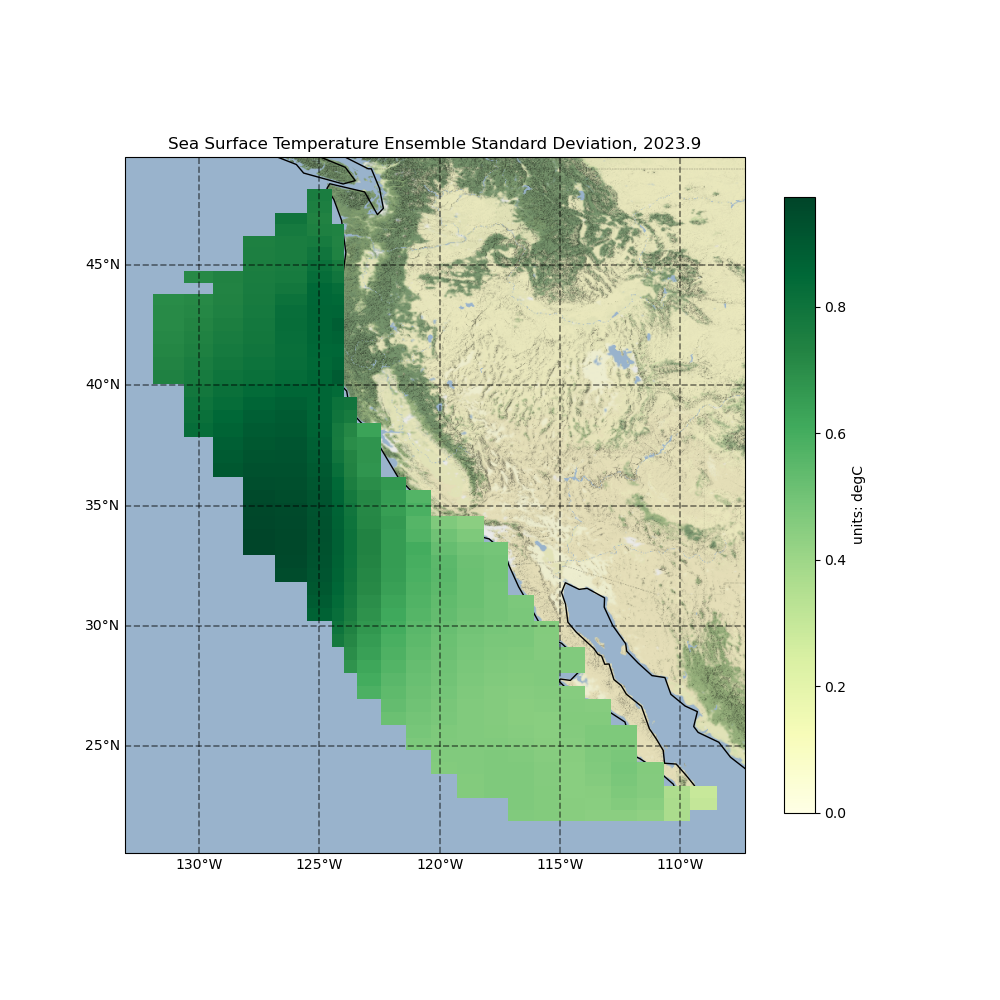 Sea Surface Temperature Ensemble Standard Deviation, 2023.9
45°N
40°N
35°N
30°N
25°N
130°W
125°W
120°W
115°W
110°W
0.8
0.6
0.4
0.2
0.0
units: degC